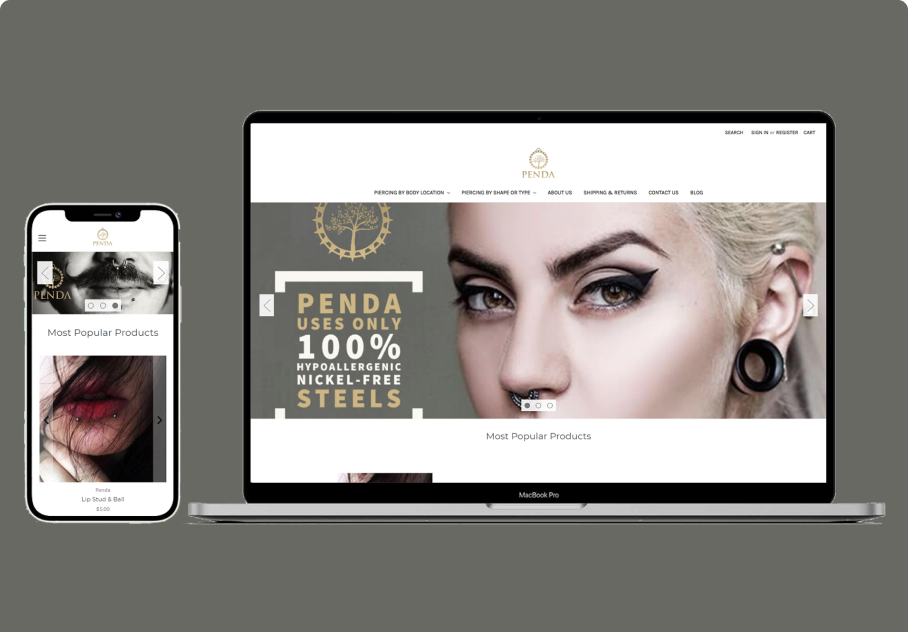 SEARCH SIGN IN or REGISTER CART
PENDA
PIERCING BY BODY LOCATION PIERCING BY SHAPE OR TYPE ABOUT US SHIPPING & RETURNS CONTACT US BLOG
PENDA
USES ONLY
100%
HYPOALLERGENIC
NICKEL-FREE
STEELS
Most Popular Products
MacBook Pro
PENDA
PENDA
Most Popular Products
Penda
Lip Stud & Ball
$5.00